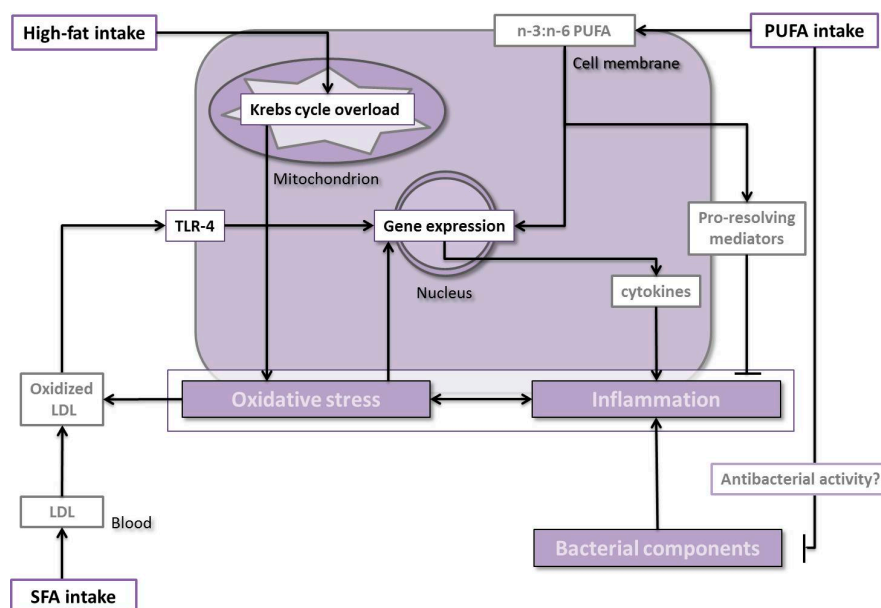 High-fat intake
n-3:n-6 PUFA
PUFA intake
Cell membrane
Krebs cycle overload
Mitochondrion
TLR-4
Gene expression
Pro-resolving
mediators
Nucleus
cytokines
Oxidized
LDL
Oxidative stress
Inflammation
Antibacterial activity?
LDL
Blood
Bacterial components
SFA intake